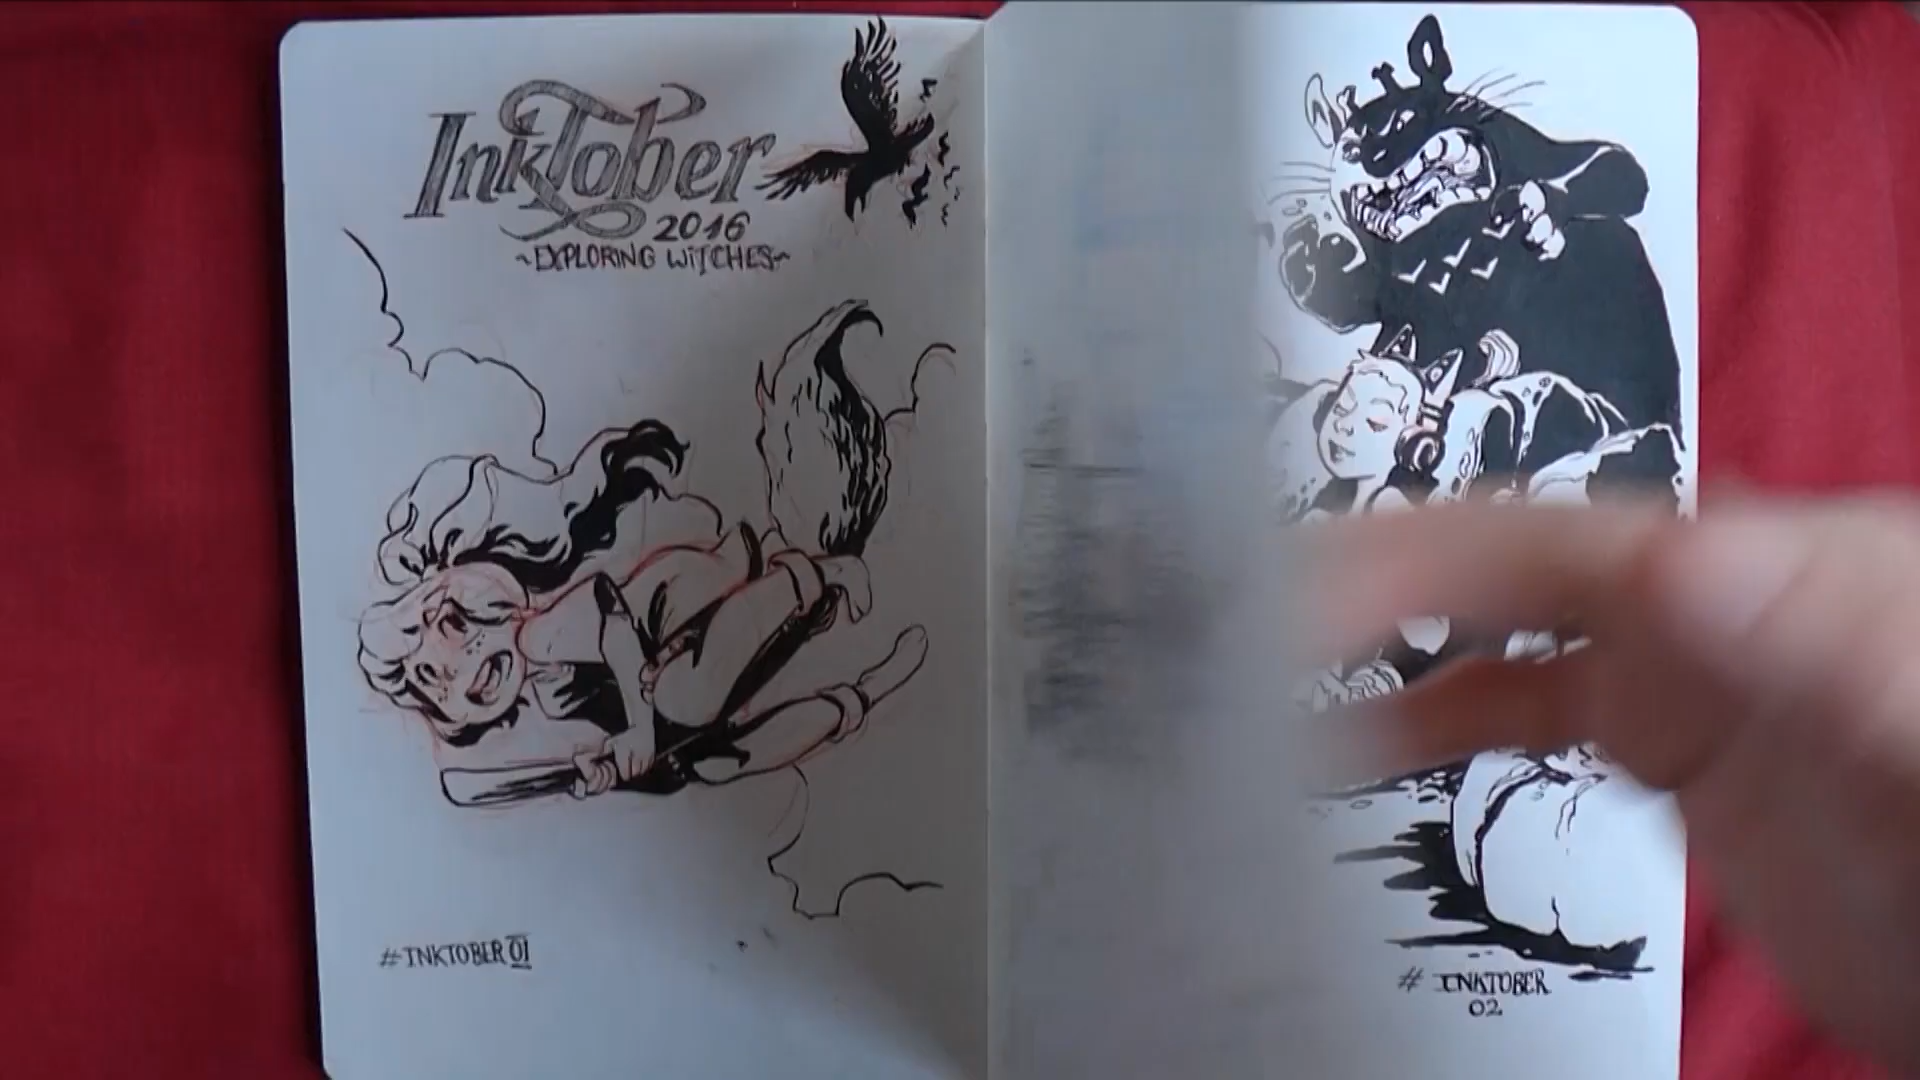 InkTober
2016
~EXPLORING WiTCHES~
#INKTOBER 01
# INKTOBER
02